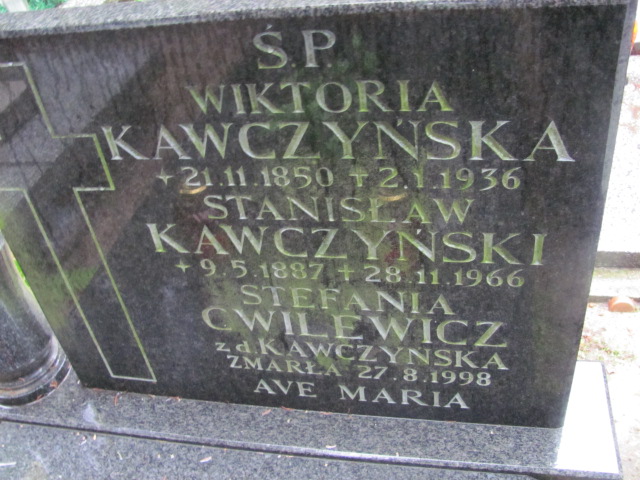 Ś.P.
WIKTORIA
KAWCZYŃSKA
+21.11.1850 + 2.1.1936
STANISŁAW
KAWCZYŃSKI
+9.5.1887 + 28.11.1966
STEFANIA
CWILEWICZ
z d. KAWCZYŃSKA
ZMARŁA 27.8.1998
AVE MARIA